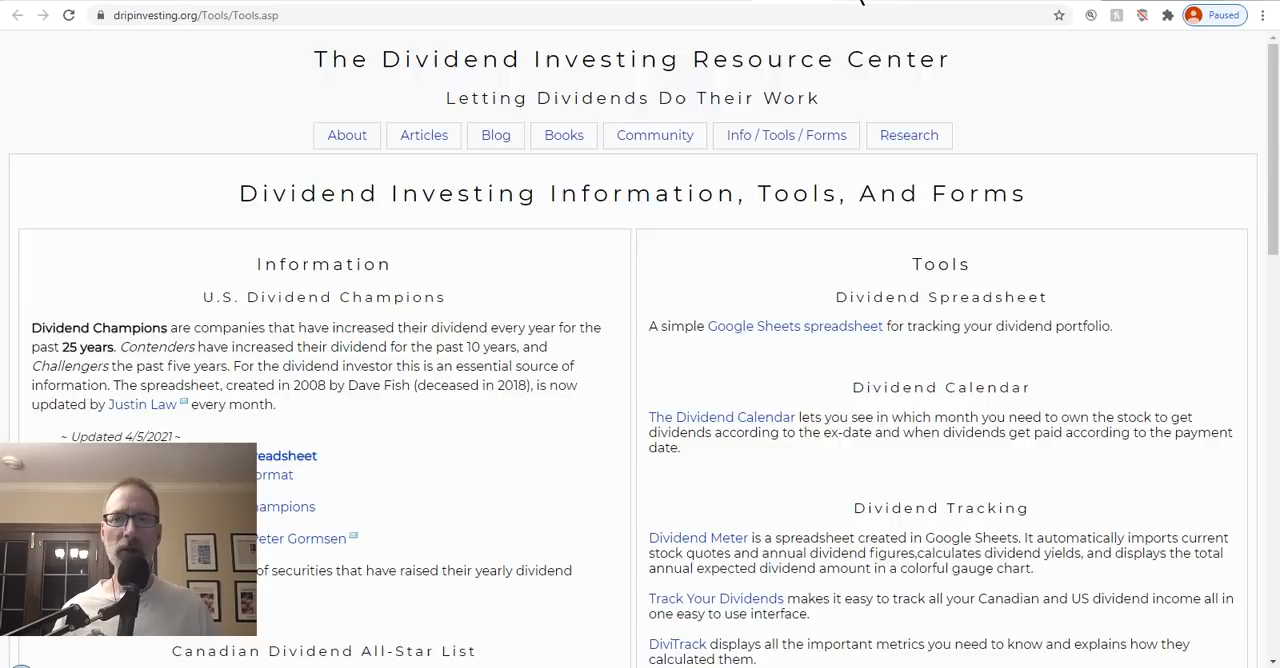 dripinvesting.org/Tools/Tools.asp
Paused
The Dividend Investing Resource Center
Letting Dividends Do Their Work
About
Articles
Blog
Books
Community
Info / Tools / Forms
Research
Dividend Investing Information, Tools, And Forms
Information
U.S. Dividend Champions
Dividend Champions are companies that have increased their dividend every year for the
past 25 years. Contenders have increased their dividend for the past 10 years, and
Challengers the past five years. For the dividend investor this is an essential source of
information. The spreadsheet, created in 2008 by Dave Fish (deceased in 2018), is now
updated by Justin Law every month.
~ Updated 4/5/2021 ~
readsheet
ormat
ampions
Peter Gormsen
of securities that have raised their yearly dividend
Canadian Dividend All-Star List
Tools
Dividend Spreadsheet
A simple Google Sheets spreadsheet for tracking your dividend portfolio.
Dividend Calendar
The Dividend Calendar lets you see in which month you need to own the stock to get
dividends according to the ex-date and when dividends get paid according to the payment
date.
Dividend Tracking
Dividend Meter is a spreadsheet created in Google Sheets. It automatically imports current
stock quotes and annual dividend figures,calculates dividend yields, and displays the total
annual expected dividend amount in a colorful gauge chart.
Track Your Dividends makes it easy to track all your Canadian and US dividend income all in
one easy to use interface.
DiviTrack displays all the important metrics you need to know and explains how they
calculated them.